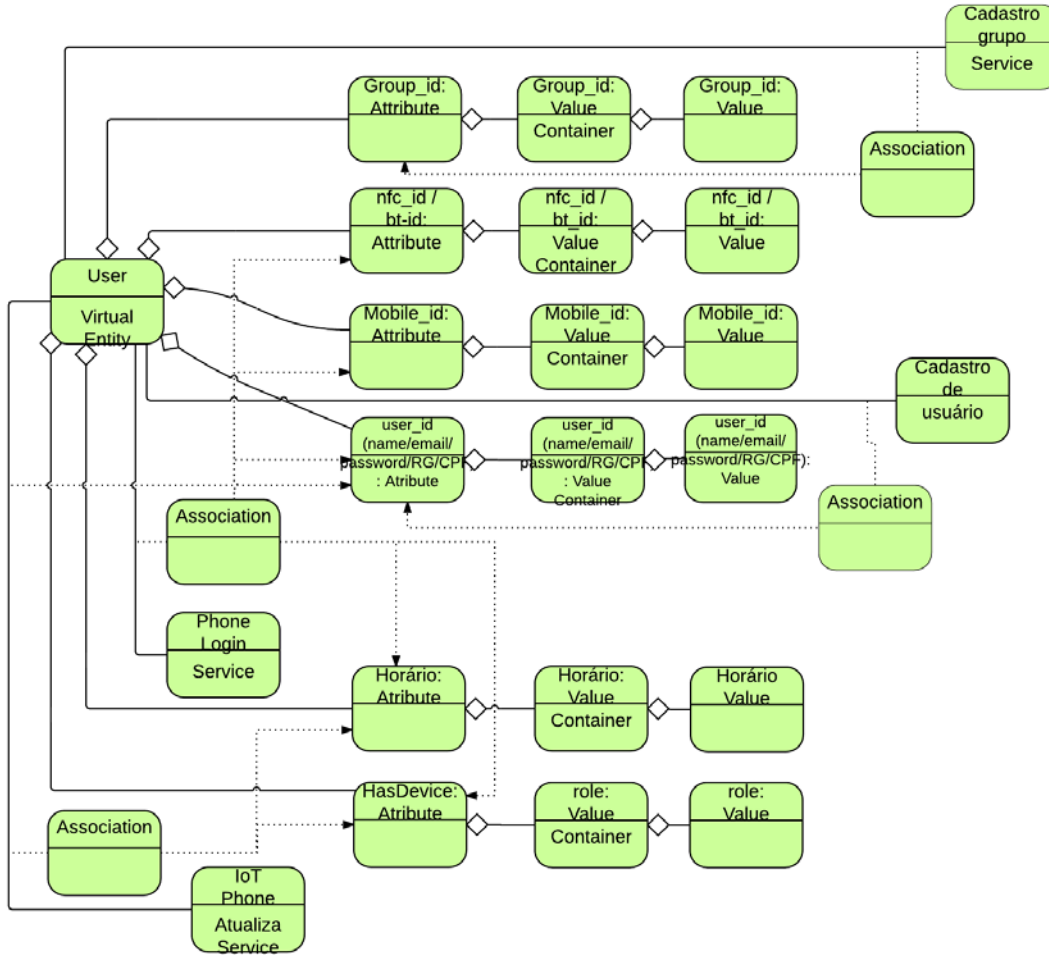 Cadastro
grupo
Service
Group_id:
Attribute
Group_id:
Value
Container
Group_id:
Value
Association
nfc_id /
bt-id:
Attribute
nfc_id /
bt_id:
Value
Container
nfc_id /
bt_id:
Value
User
Virtual
Entity
Mobile_id:
Attribute
Mobile_id:
Value
Container
Mobile_id:
Value
Cadastro
de
usuário
user_id
(name/email/
password/RG/CPF)
: Atribute
user_id
(name/email/
password/RG/CPF)
: Value
Container
user_id
(name/email/
password/RG/CPF):
Value
Association
Association
Phone
Login
Service
Horário:
Atribute
Horário:
Value
Container
Horário
Value
HasDevice:
Atribute
role:
Value
Container
role:
Value
Association
IoT
Phone
Atualiza
Service